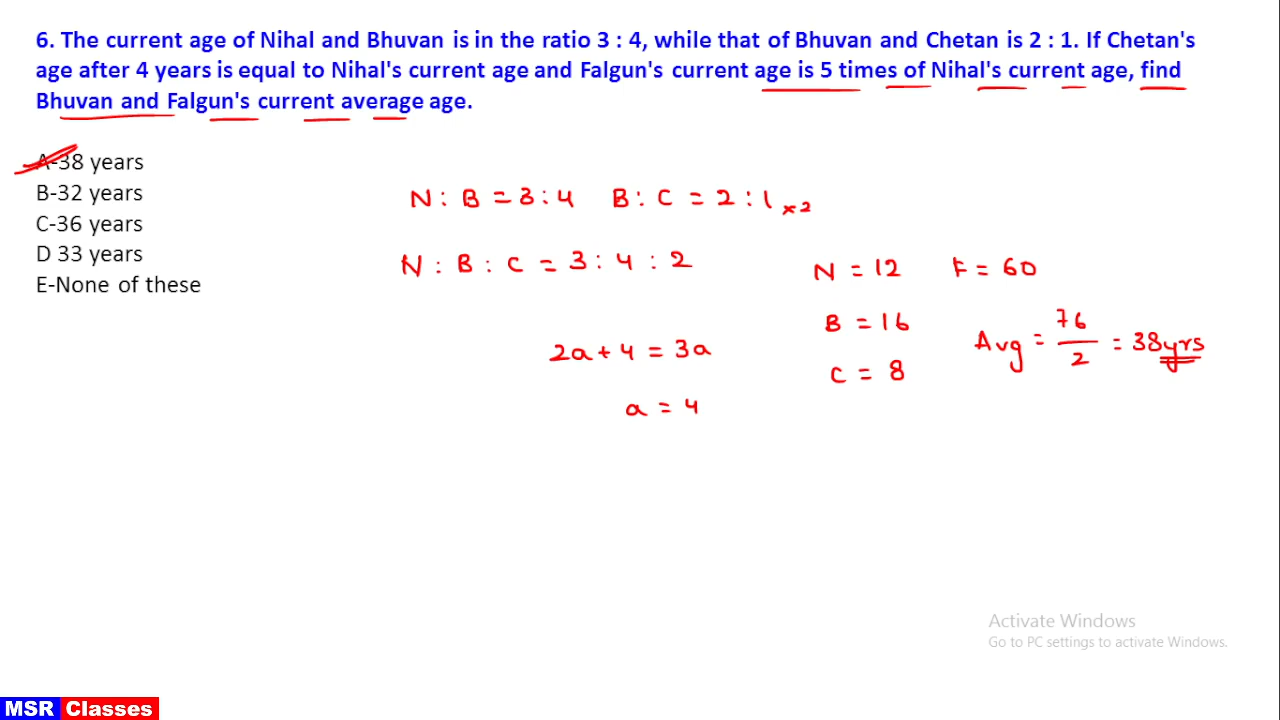 6. The current age of Nihal and Bhuvan is in the ratio 3 : 4, while that of Bhuvan and Chetan is 2 : 1. If Chetan's
age after 4 years is equal to Nihal's current age and Falgun's current age is 5 times of Nihal's current age, find
Bhuvan and Falgun's current average age.
A-38 years
B-32 years
C-36 years
D 33 years
E-None of these
N : B = 3 : 4 B : C = 2 : 1 ×2
N : B : C = 3 : 4 : 2
2a + 4 = 3a
a = 4
N = 12 F = 60
B = 16
C = 8
Avg = 76/2 = 38yrs
Activate Windows
Go to PC settings to activate Windows.
MSR Classes